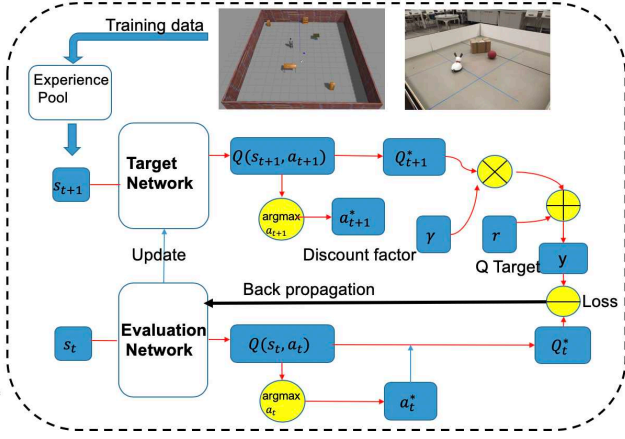 Training data
Experience
Pool
Target
Network
s_{t+1}
Q(s_{t+1}, a_{t+1})
Q^*_{t+1}
argmax
a_{t+1}
a^*_{t+1}
γ
r
Discount factor
Q Target
y
Update
Back propagation
Loss
Evaluation
Network
s_t
Q(s_t, a_t)
Q^*_t
argmax
a_t
a^*_t